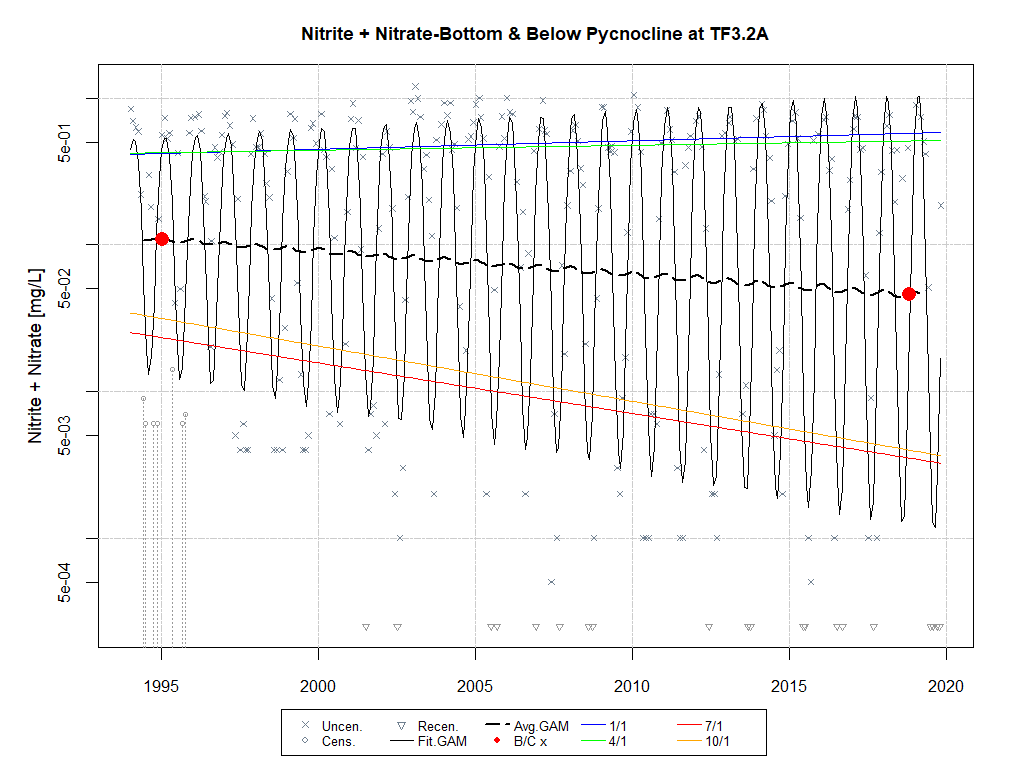 Nitrite + Nitrate-Bottom & Below Pycnocline at TF3.2A
Nitrite + Nitrate [mg/L]
5e-01
5e-02
5e-03
5e-04
1995 2000 2005 2010 2015 2020
Uncen. Recen. Avg.GAM 1/1 7/1
Cens. Fit.GAM B/C x 4/1 10/1